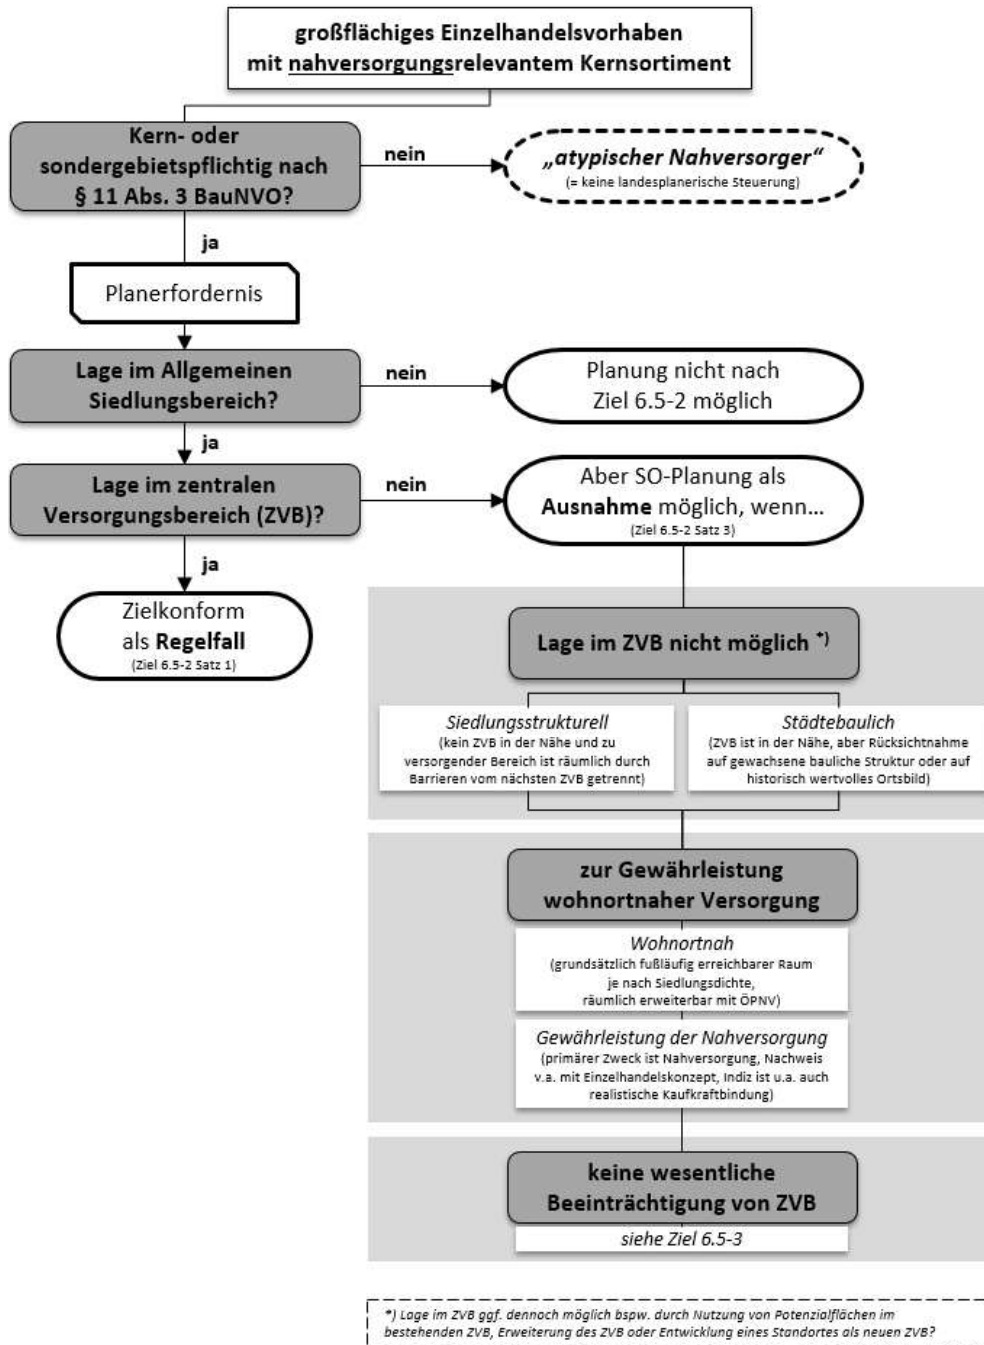 großflächiges Einzelhandelsvorhaben
mit nahversorgungsrelevantem Kernsortiment
Kern- oder
sondergebietspflichtig nach
§ 11 Abs. 3 BauNVO?
nein
„atypischer Nahversorger“
(= keine landesplanerische Steuerung)
ja
Planerfordernis
Lage im Allgemeinen
Siedlungsbereich?
nein
Planung nicht nach
Ziel 6.5-2 möglich
ja
Lage im zentralen
Versorgungsbereich (ZVB)?
nein
Aber SO-Planung als
Ausnahme möglich, wenn...
(Ziel 6.5-2 Satz 3)
ja
Zielkonform
als Regelfall
(Ziel 6.5-2 Satz 1)
Lage im ZVB nicht möglich *)
Siedlungsstrukturell
(kein ZVB in der Nähe und zu
versorgender Bereich ist räumlich durch
Barrieren vom nächsten ZVB getrennt)
Städtebaulich
(ZVB ist in der Nähe, aber Rücksichtnahme
auf gewachsene bauliche Struktur oder auf
historisch wertvolles Ortsbild)
zur Gewährleistung
wohnortnaher Versorgung
Wohnortnah
(grundsätzlich fußläufig erreichbarer Raum
je nach Siedlungsdichte,
räumlich erweiterbar mit ÖPNV)
Gewährleistung der Nahversorgung
(primärer Zweck ist Nahversorgung, Nachweis
v.a. mit Einzelhandelskonzept, Indiz ist u.a. auch
realistische Kaufkraftbindung)
keine wesentliche
Beeinträchtigung von ZVB
siehe Ziel 6.5-3
*) Lage im ZVB ggf. dennoch möglich bspw. durch Nutzung von Potenzialflächen im
bestehenden ZVB, Erweiterung des ZVB oder Entwicklung eines Standortes als neuen ZVB?